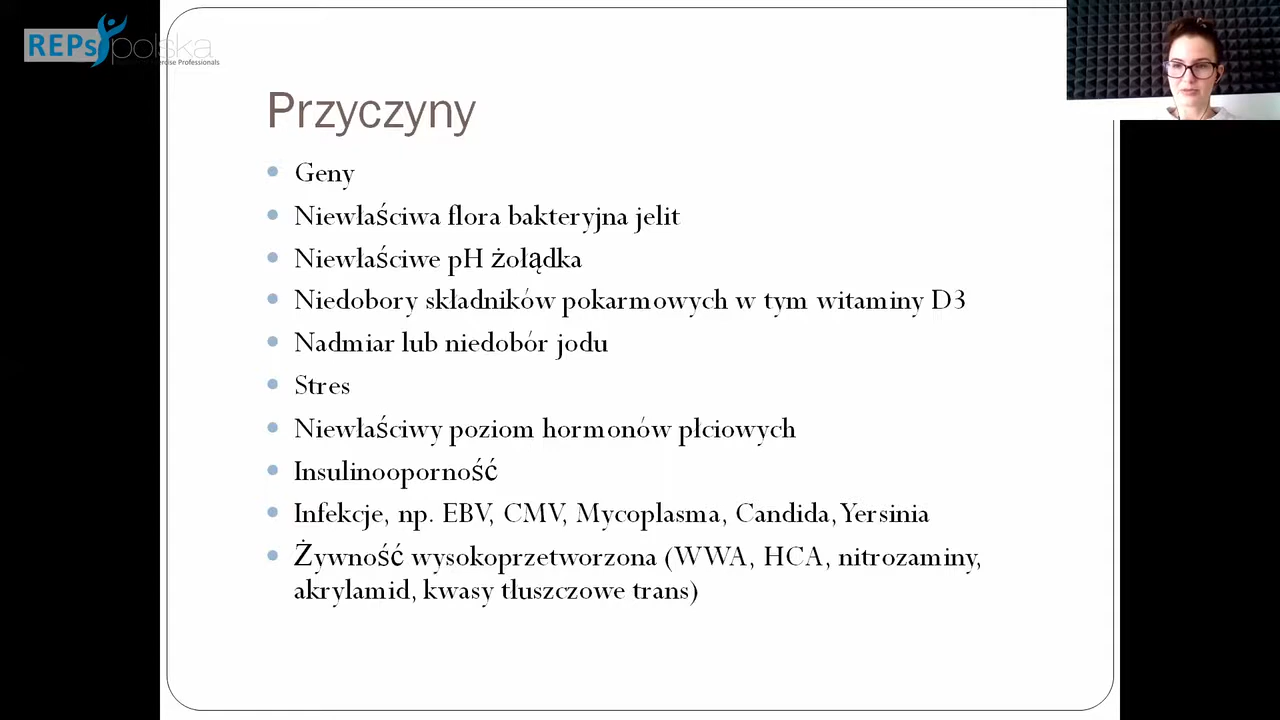 REPs polska
ercise Professionals
Przyczyny
Geny
Niewłaściwa flora bakteryjna jelit
Niewłaściwe pH żołądka
Niedobory składników pokarmowych w tym witaminy D3
Nadmiar lub niedobór jodu
Stres
Niewłaściwy poziom hormonów płciowych
Insulinooporność
Infekcje, np. EBV, CMV, Mycoplasma, Candida, Yersinia
Żywność wysokoprzetworzona (WWA, HCA, nitrozaminy,
akrylamid, kwasy tłuszczowe trans)